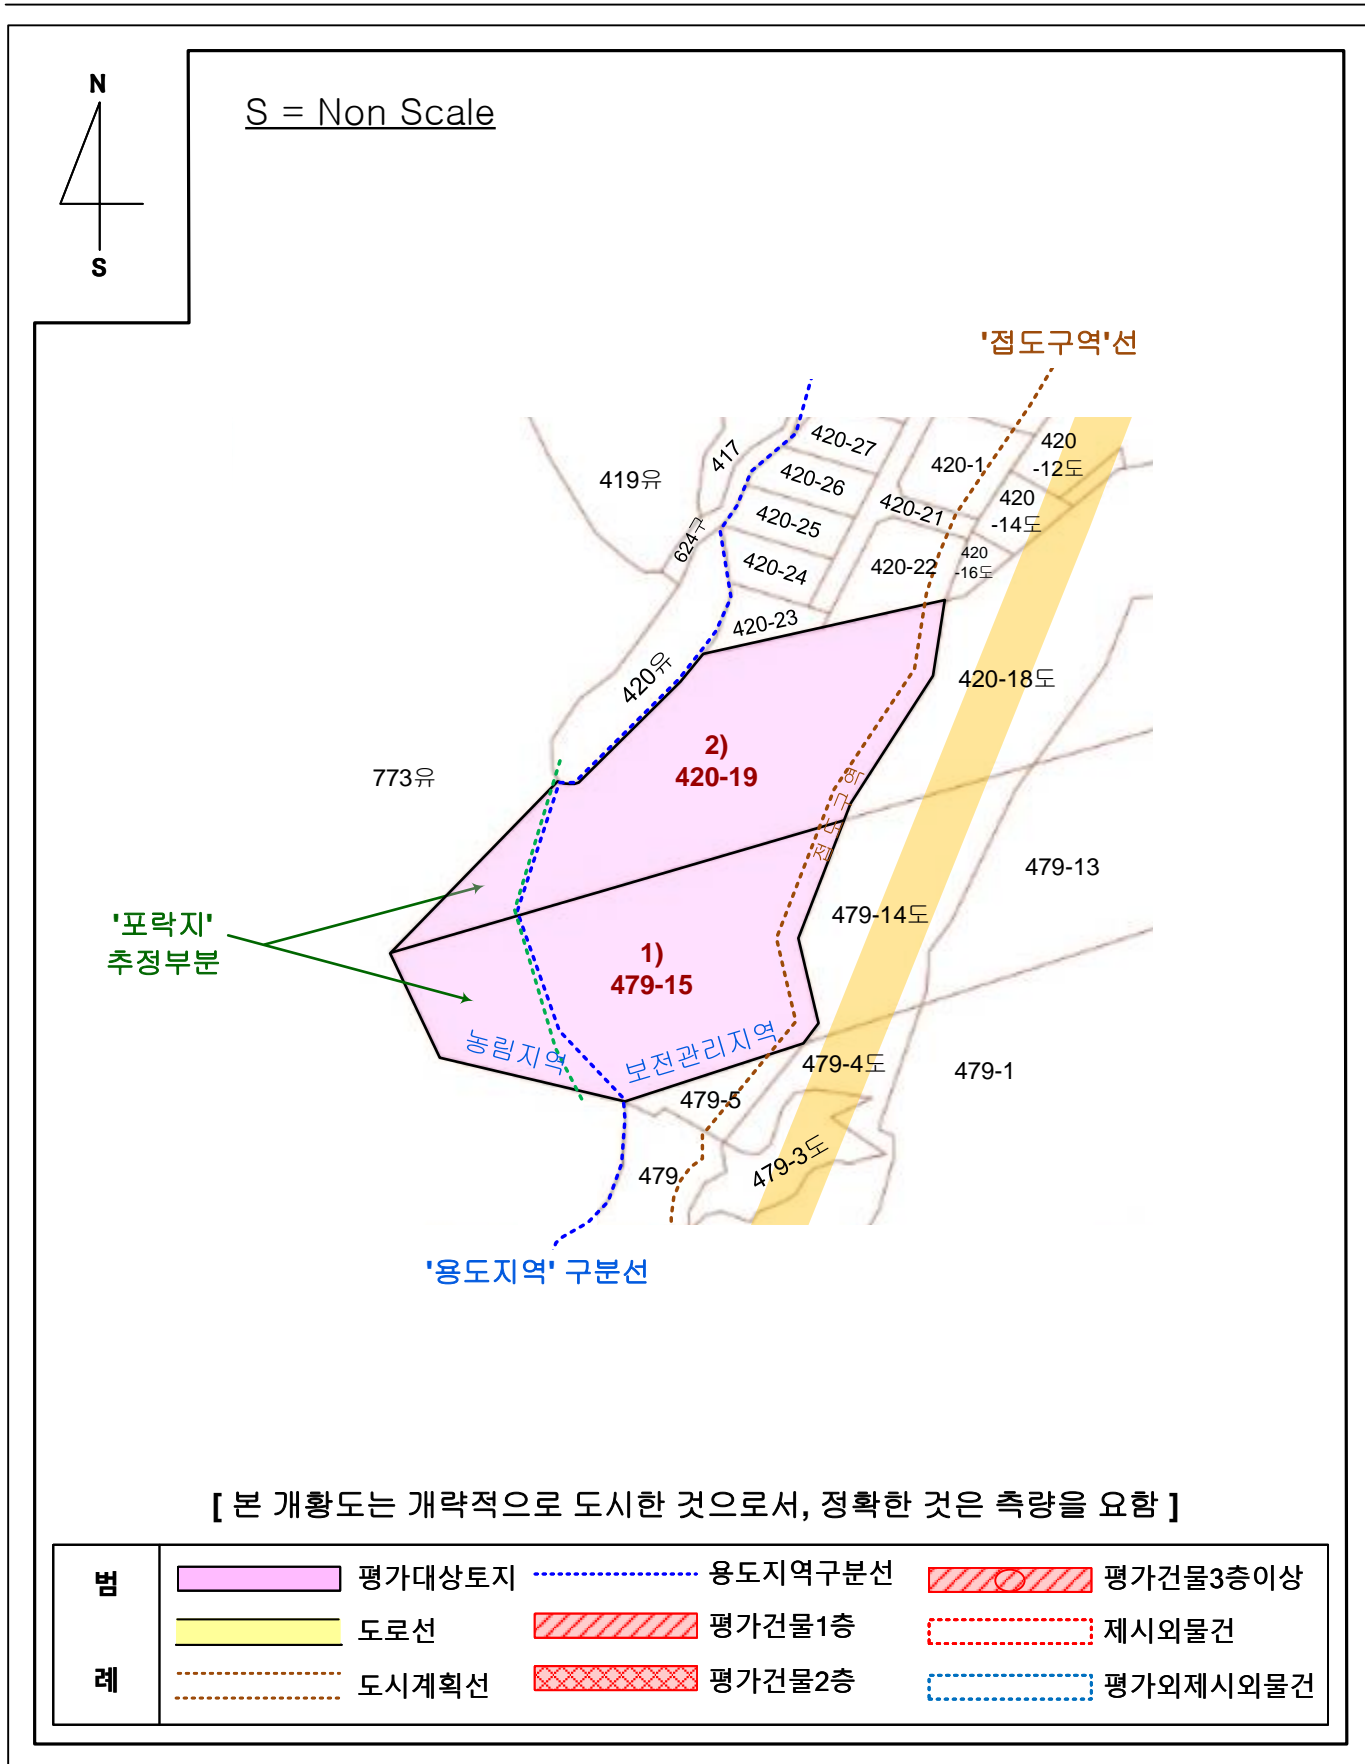 N
S
S = Non Scale
'접도구역'선
419유
417
624구
420-27
420-26
420-25
420-24
420-23
420-1
420-21
420-22
420
-12도
420
-14도
420
-16도
420유
420-18도
773유
2)
420-19
접도구역
479-13
479-14도
'포락지'
추정부분
1)
479-15
농림지역
보전관리지역
479-4도
479-1
479-5
479
479-3도
'용도지역' 구분선
[ 본 개황도는 개략적으로 도시한 것으로서, 정확한 것은 측량을 요함 ]
범례
평가대상토지
용도지역구분선
평가건물3층이상
도로선
평가건물1층
제시외물건
도시계획선
평가건물2층
평가외제시외물건